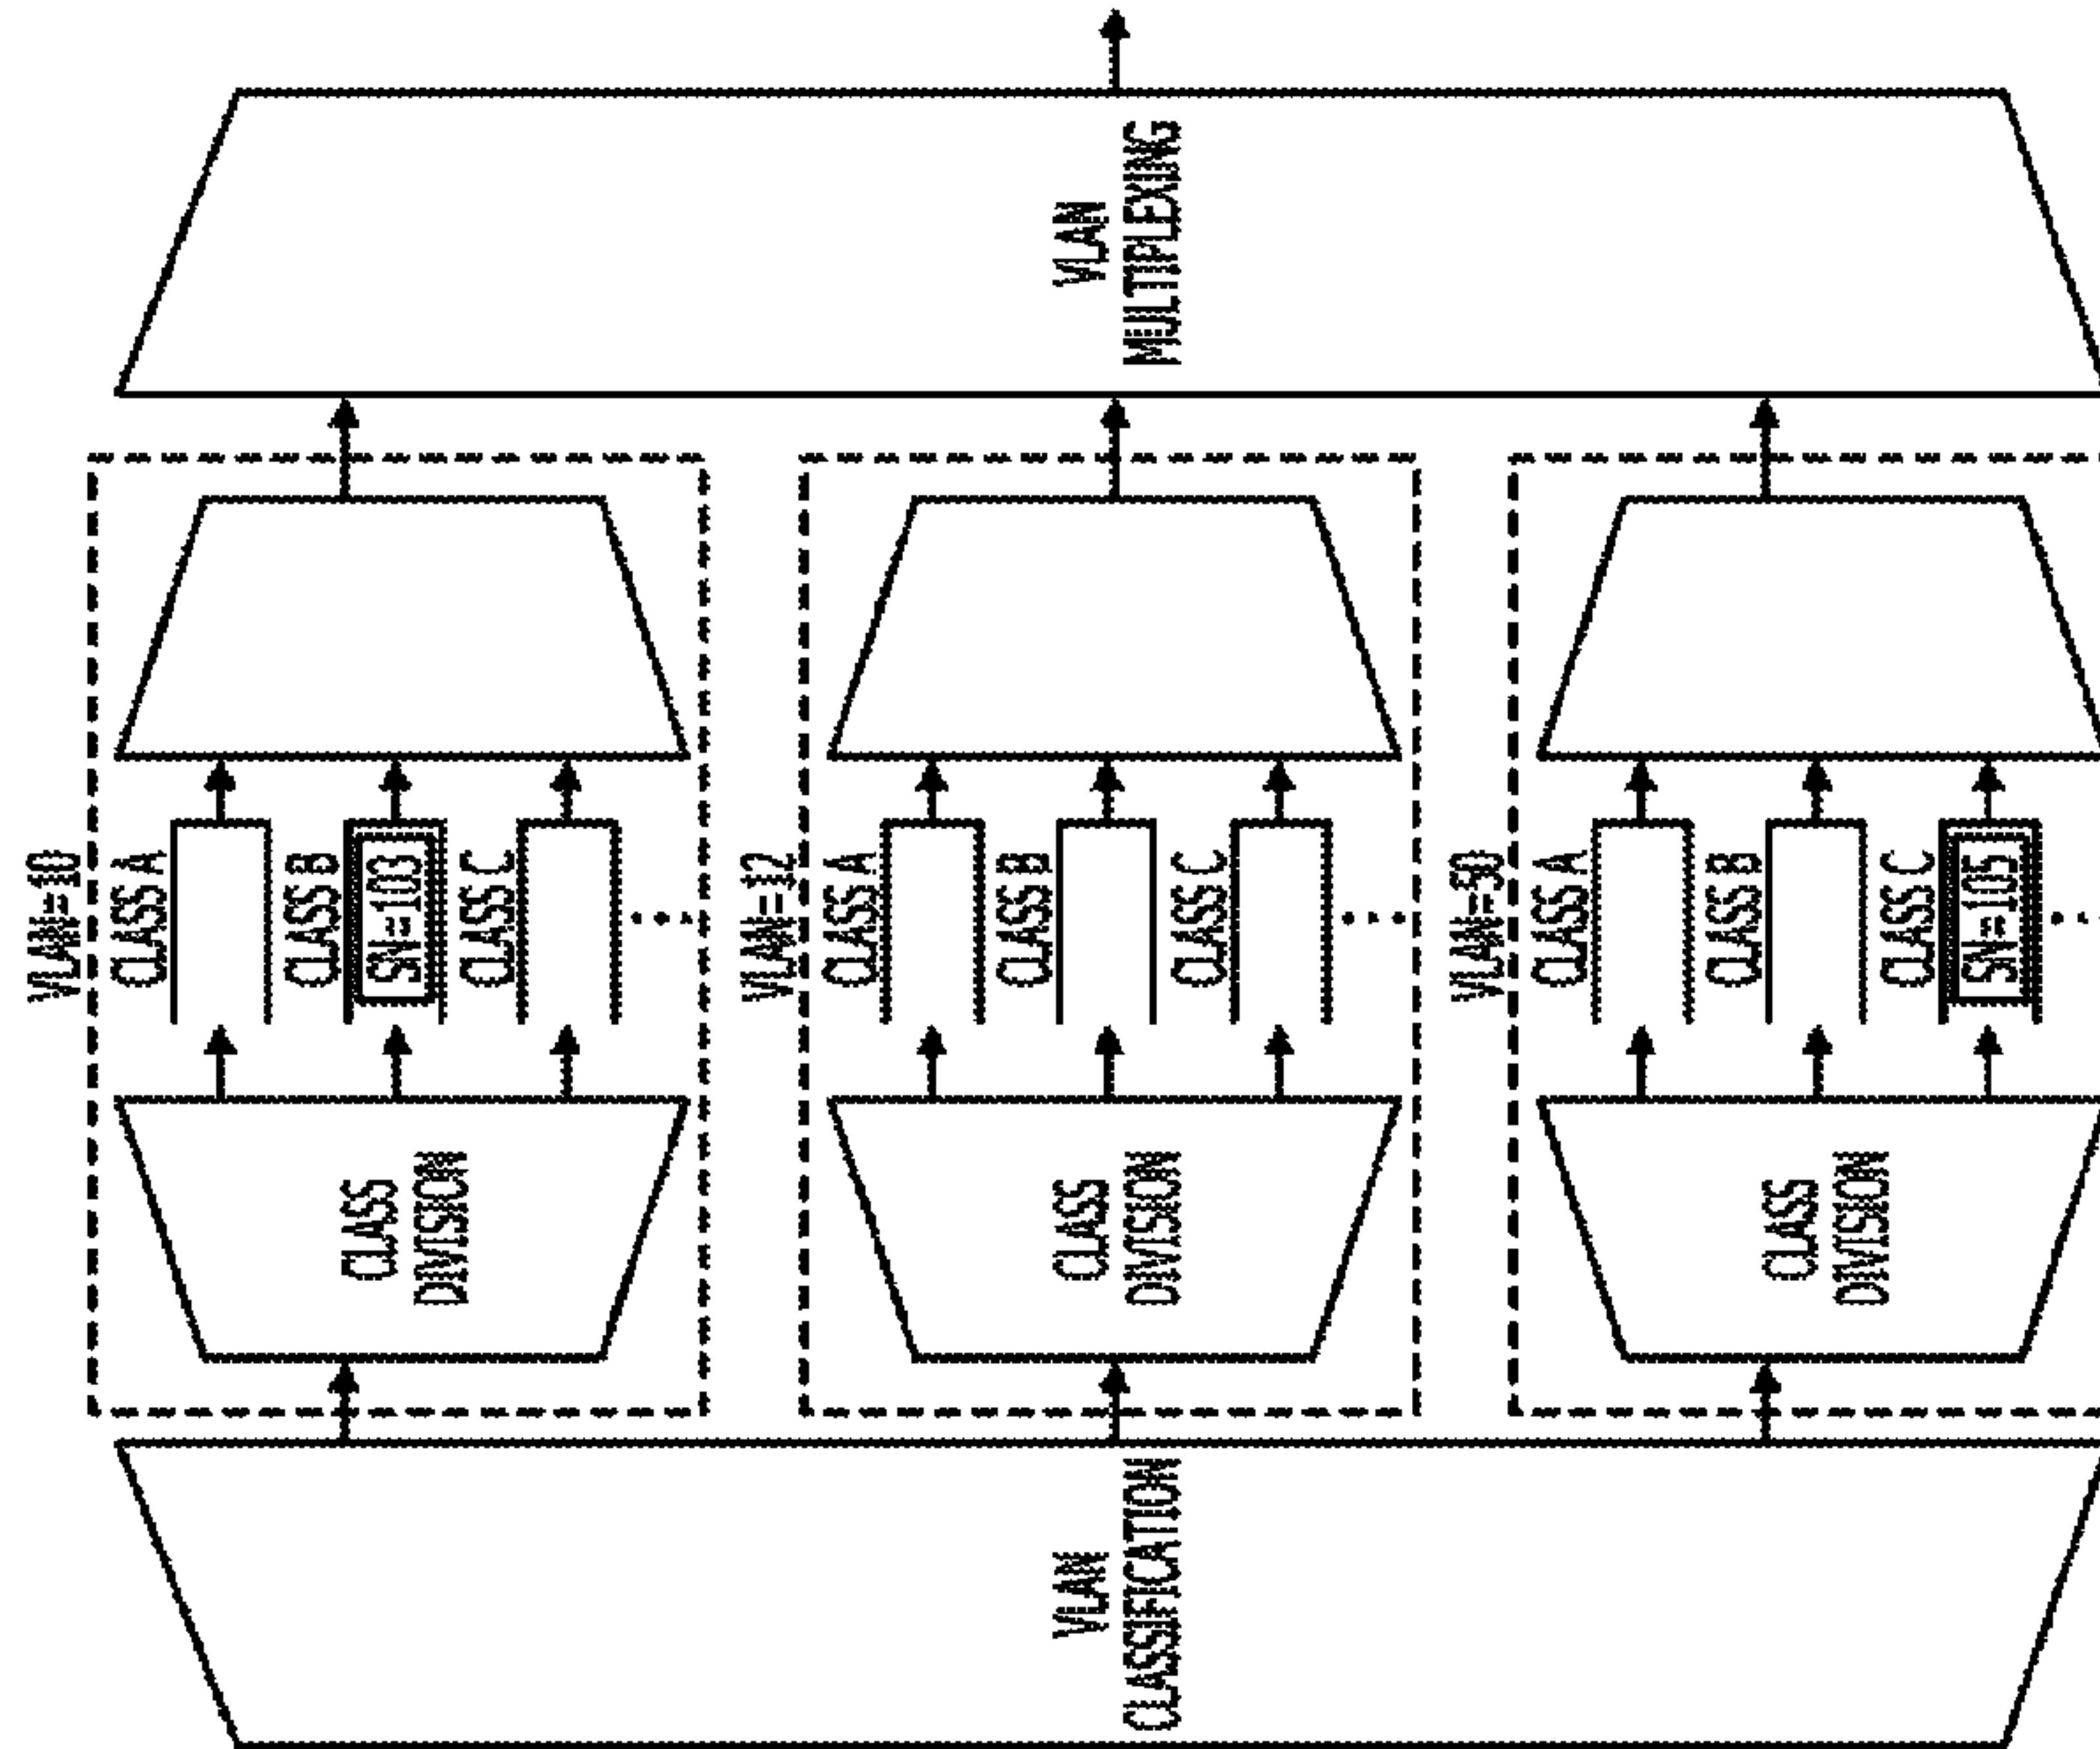 VLAN
CLASSIFICATION
VLAN=10
CLASS
DIVISION
CLASS A
CLASS B
SN=103
CLASS C
VLAN=12
CLASS
DIVISION
CLASS A
CLASS B
CLASS C
VLAN=50
CLASS
DIVISION
CLASS A
CLASS B
CLASS C
SN=105
VLAN
MULTIPLEXING